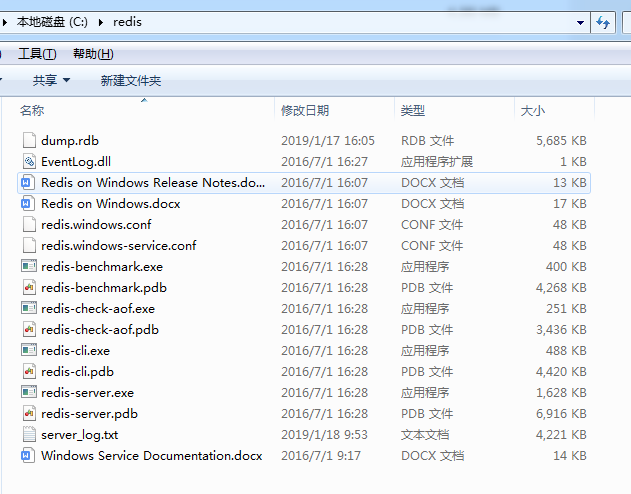 本地磁盘 (C:) redis
工具(T) 帮助(H)
共享 新建文件夹
名称 修改日期 类型 大小
dump.rdb 2019/1/17 16:05 RDB 文件 5,685 KB
EventLog.dll 2016/7/1 16:27 应用程序扩展 1 KB
Redis on Windows Release Notes.do... 2016/7/1 16:07 DOCX 文档 13 KB
Redis on Windows.docx 2016/7/1 16:07 DOCX 文档 17 KB
redis.windows.conf 2016/7/1 16:07 CONF 文件 48 KB
redis.windows-service.conf 2016/7/1 16:07 CONF 文件 48 KB
redis-benchmark.exe 2016/7/1 16:28 应用程序 400 KB
redis-benchmark.pdb 2016/7/1 16:28 PDB 文件 4,268 KB
redis-check-aof.exe 2016/7/1 16:28 应用程序 251 KB
redis-check-aof.pdb 2016/7/1 16:28 PDB 文件 3,436 KB
redis-cli.exe 2016/7/1 16:28 应用程序 488 KB
redis-cli.pdb 2016/7/1 16:28 PDB 文件 4,420 KB
redis-server.exe 2016/7/1 16:28 应用程序 1,628 KB
redis-server.pdb 2016/7/1 16:28 PDB 文件 6,916 KB
server_log.txt 2019/1/18 9:53 文本文档 4,221 KB
Windows Service Documentation.docx 2016/7/1 9:17 DOCX 文档 14 KB